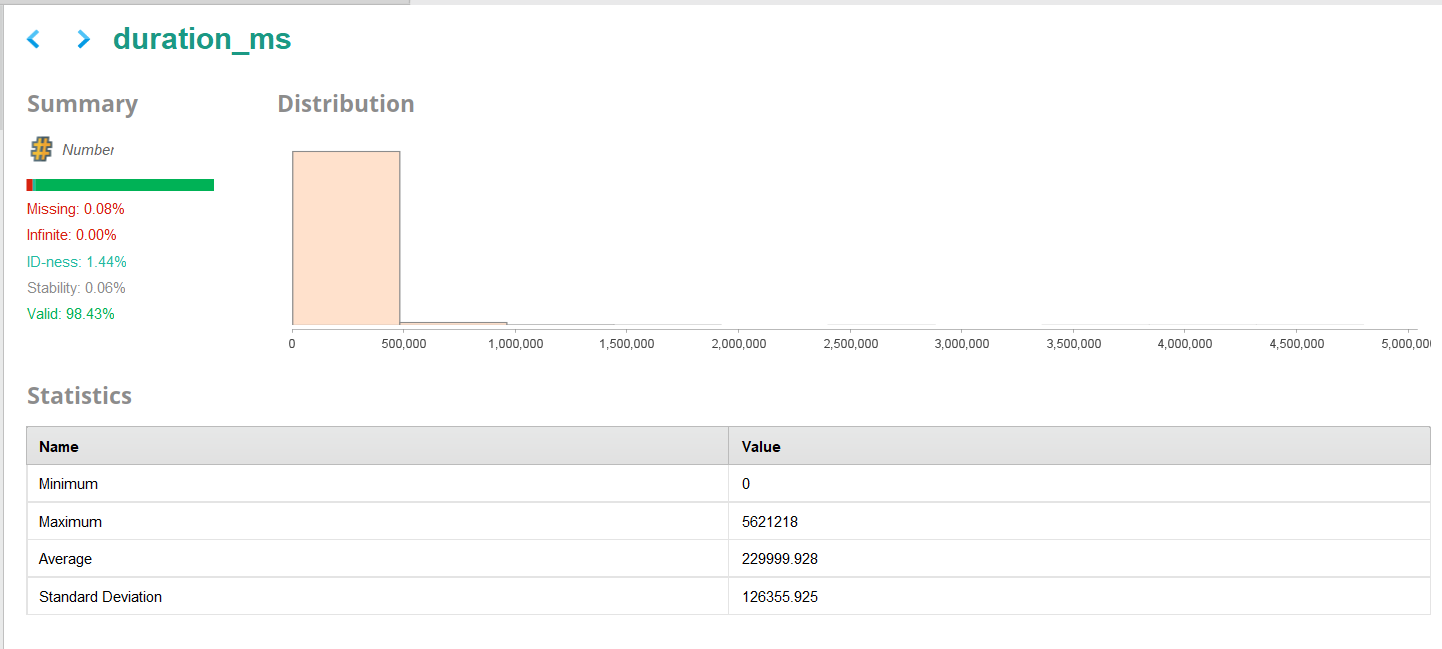 duration_ms
Summary
Distribution
Number
Missing: 0.08%
Infinite: 0.00%
ID-ness: 1.44%
Stability: 0.06%
Valid: 98.43%
0 500,000 1,000,000 1,500,000 2,000,000 2,500,000 3,000,000 3,500,000 4,000,000 4,500,000 5,000,00
Statistics
Name Value
Minimum 0
Maximum 5621218
Average 229999.928
Standard Deviation 126355.925